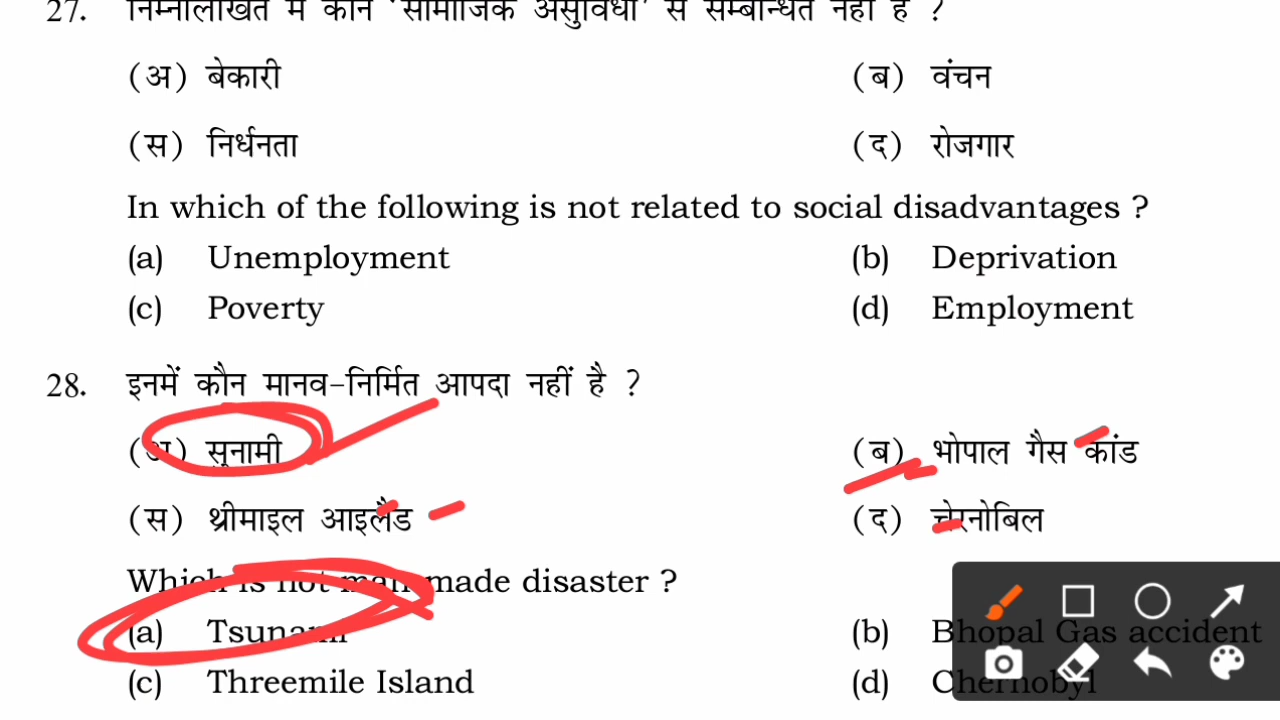 27. निम्नलिखित में कौन 'सामाजिक असुविधा' से सम्बन्धित नहीं है ?
(अ) बेकारी (ब) वंचन
(स) निर्धनता (द) रोजगार
In which of the following is not related to social disadvantages ?
(a) Unemployment (b) Deprivation
(c) Poverty (d) Employment
28. इनमें कौन मानव-निर्मित आपदा नहीं है ?
(अ) सुनामी (ब) भोपाल गैस कांड
(स) थ्रीमाइल आइलैंड (द) चेरनोबिल
Which is not man made disaster ?
(a) Tsunami (b) Bhopal Gas accident
(c) Threemile Island (d) Chernobyl